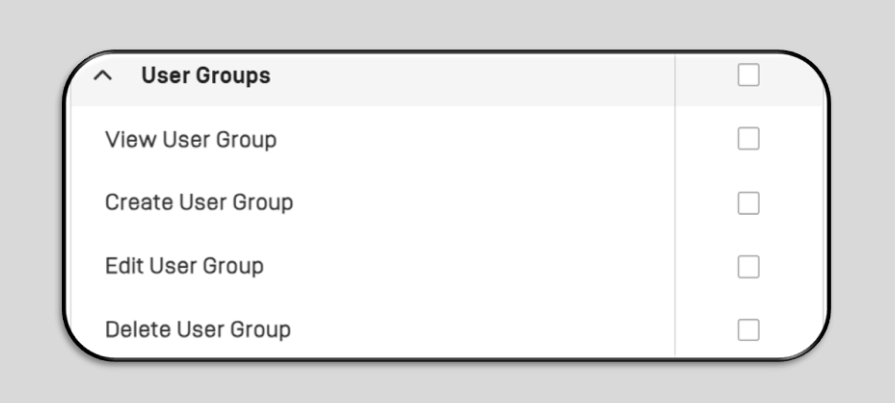 User Groups
View User Group
Create User Group
Edit User Group
Delete User Group